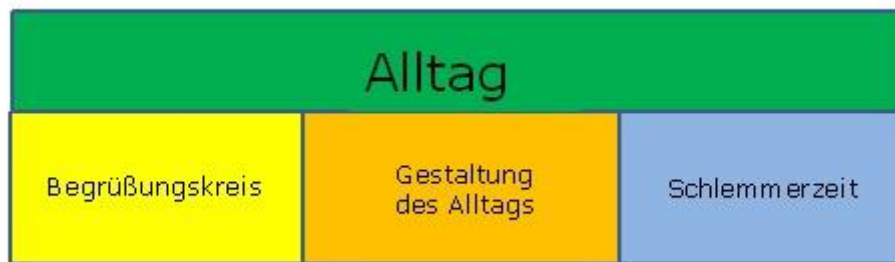 Alltag
Begrüßungskreis
Gestaltung
des Alltags
Schlemmerzeit